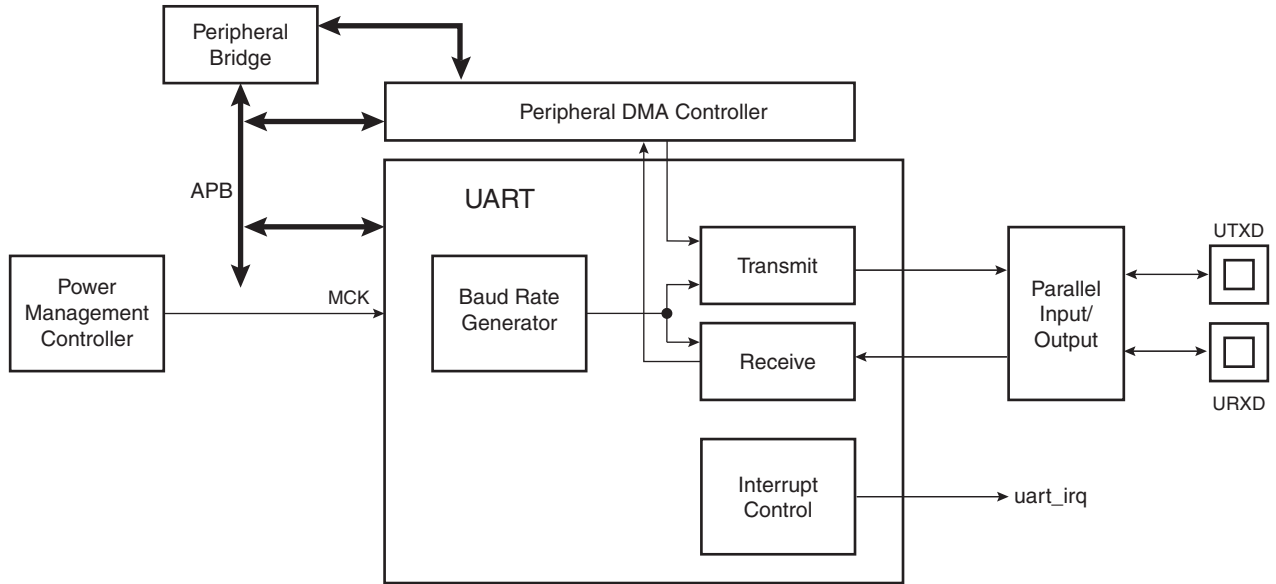 Peripheral
Bridge
Peripheral DMA Controller
APB
UART
Power
Management
Controller
MCK
Baud Rate
Generator
Transmit
Receive
Parallel
Input/
Output
UTXD
URXD
Interrupt
Control
uart_irq